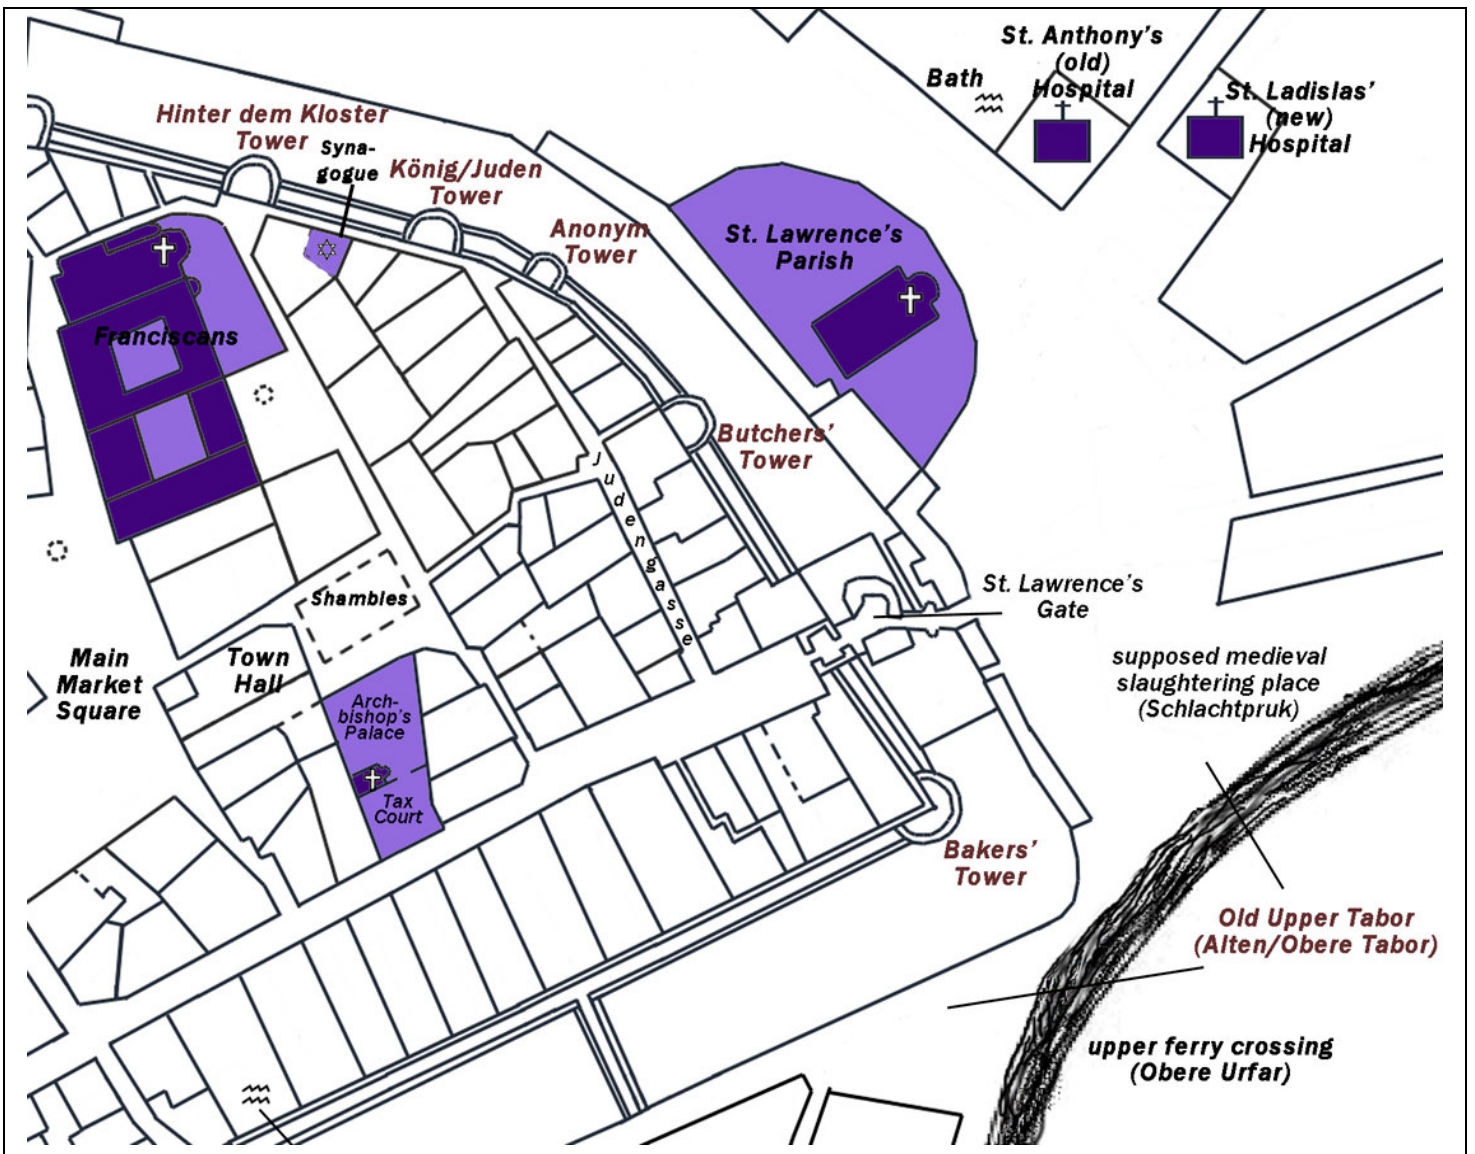 St. Anthony's
(old)
Hospital
Bath
St. Ladislas'
(new)
Hospital
Hinter dem Kloster
Tower
Syna-
gogue
König/Juden
Tower
Anonym
Tower
St. Lawrence's
Parish
Franciscans
Butchers'
Tower
Judengasse
Shambles
St. Lawrence's
Gate
Main
Market
Square
Town
Hall
Arch-
bishop's
Palace
Tax
Court
supposed medieval
slaughtering place
(Schlachtpruk)
Bakers'
Tower
Old Upper Tabor
(Alten/Obere Tabor)
upper ferry crossing
(Obere Urfar)